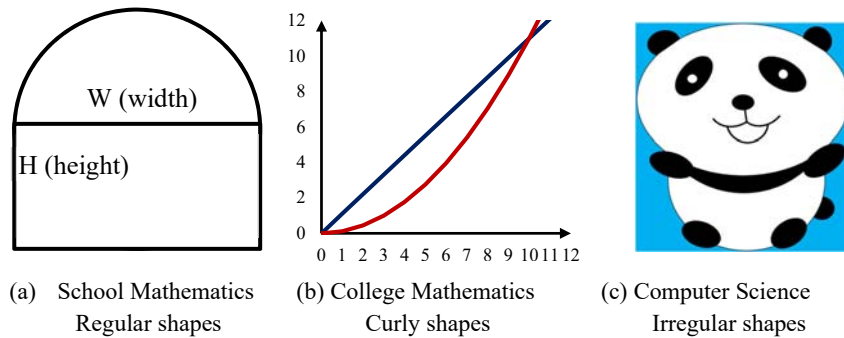 W (width)
H (height)
12
10
8
6
4
2
0
0 1 2 3 4 5 6 7 8 9 10 11 12
(a) School Mathematics
Regular shapes
(b) College Mathematics
Curly shapes
(c) Computer Science
Irregular shapes